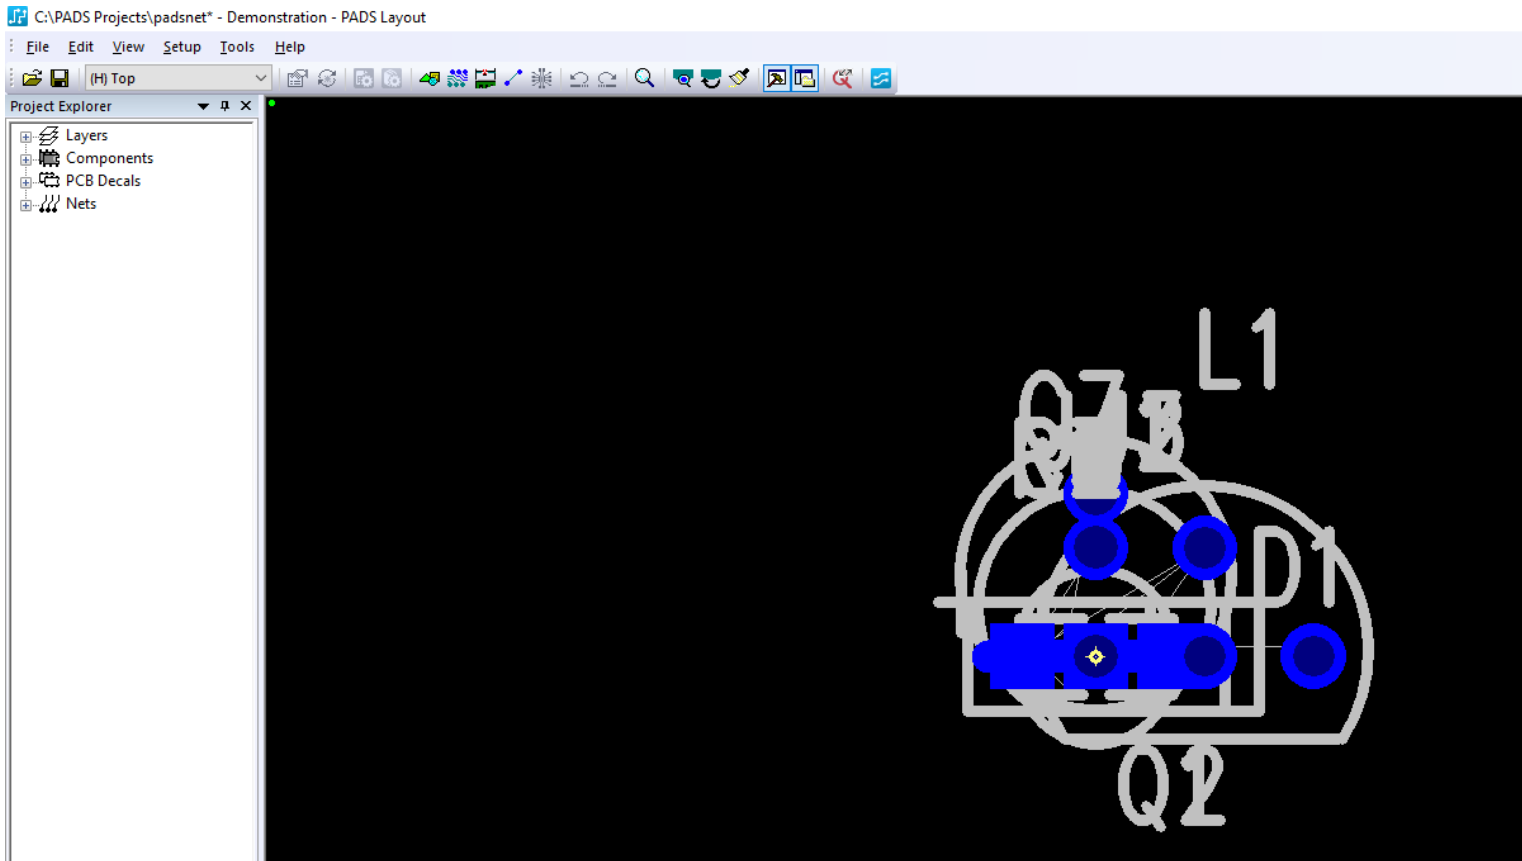 C:\PADS Projects\padsnet* - Demonstration - PADS Layout
File Edit View Setup Tools Help
(H) Top
Project Explorer
Layers
Components
PCB Decals
Nets
L1
D1